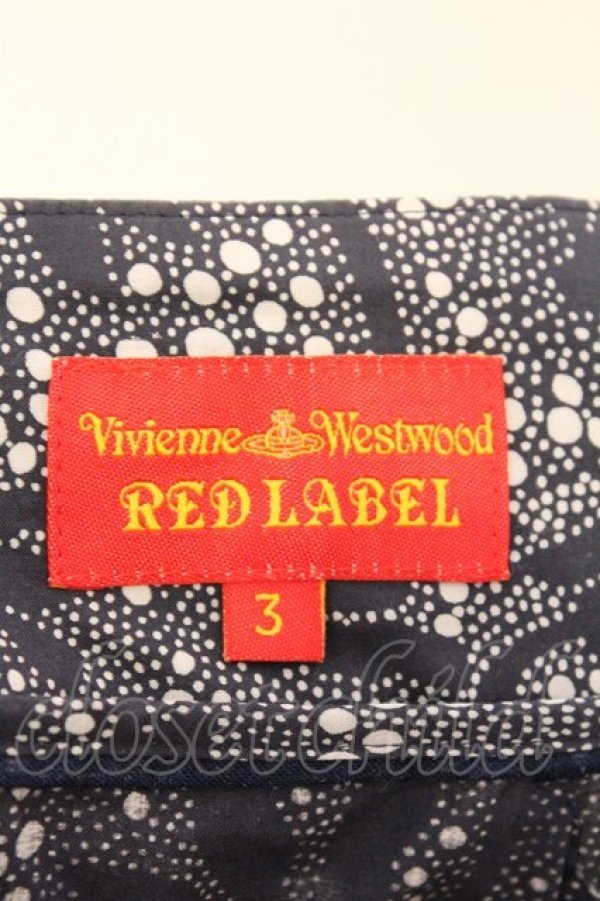 Vivienne Westwood
RED LABEL
3
closet child